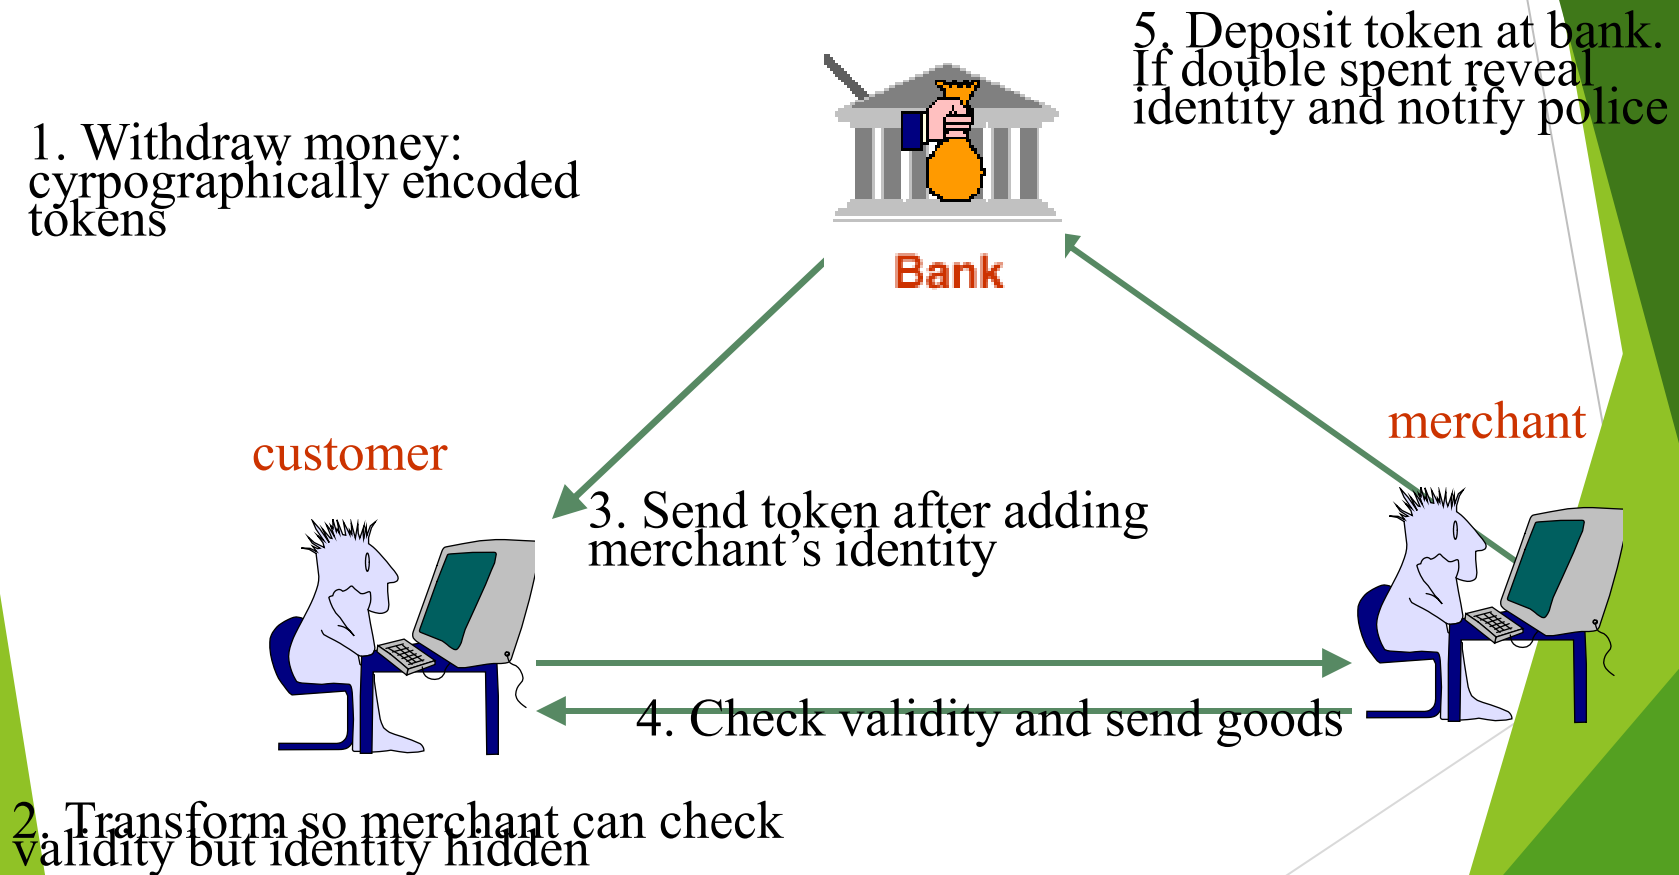 5. Deposit token at bank.
If double spent reveal
identity and notify police
1. Withdraw money:
cyrpographically encoded
tokens
Bank
merchant
customer
3. Send token after adding
merchant’s identity
4. Check validity and send goods
2. Transform so merchant can check
validity but identity hidden